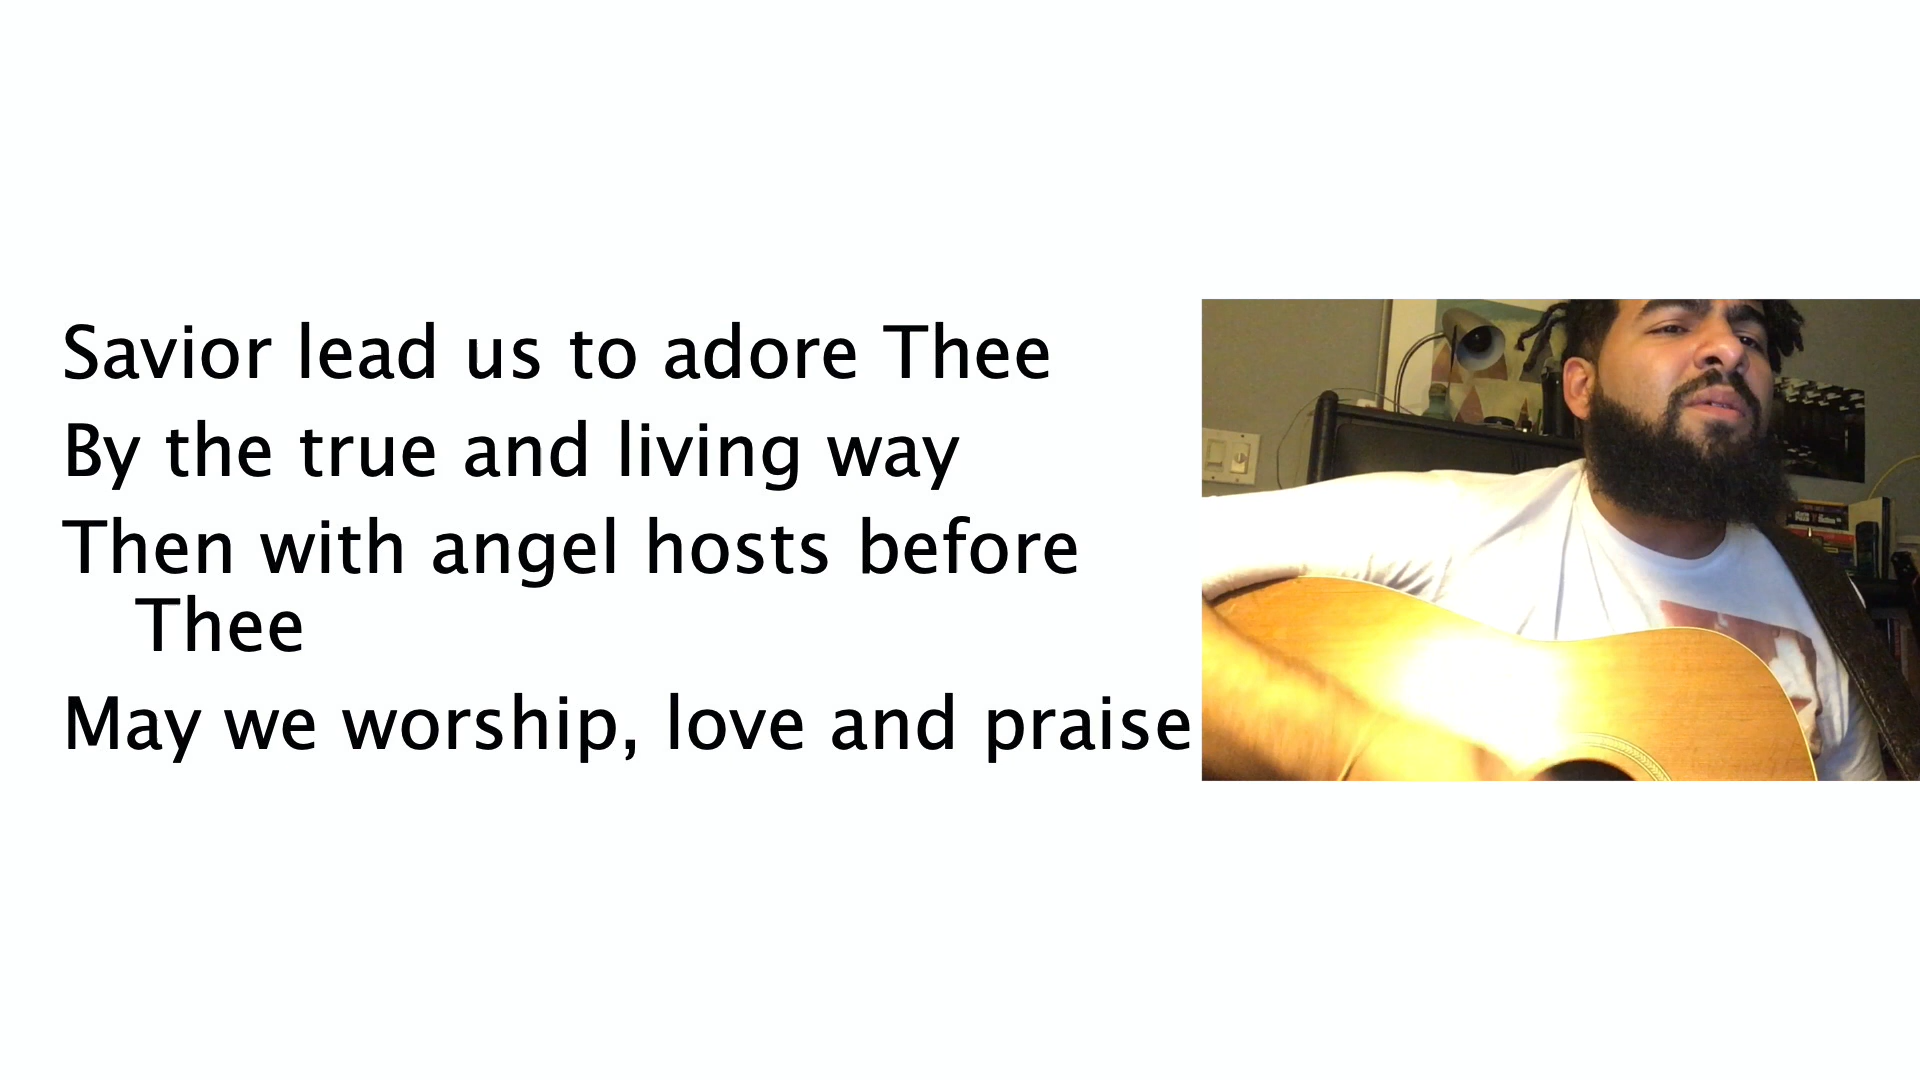 Savior lead us to adore Thee
By the true and living way
Then with angel hosts before
Thee
May we worship, love and praise